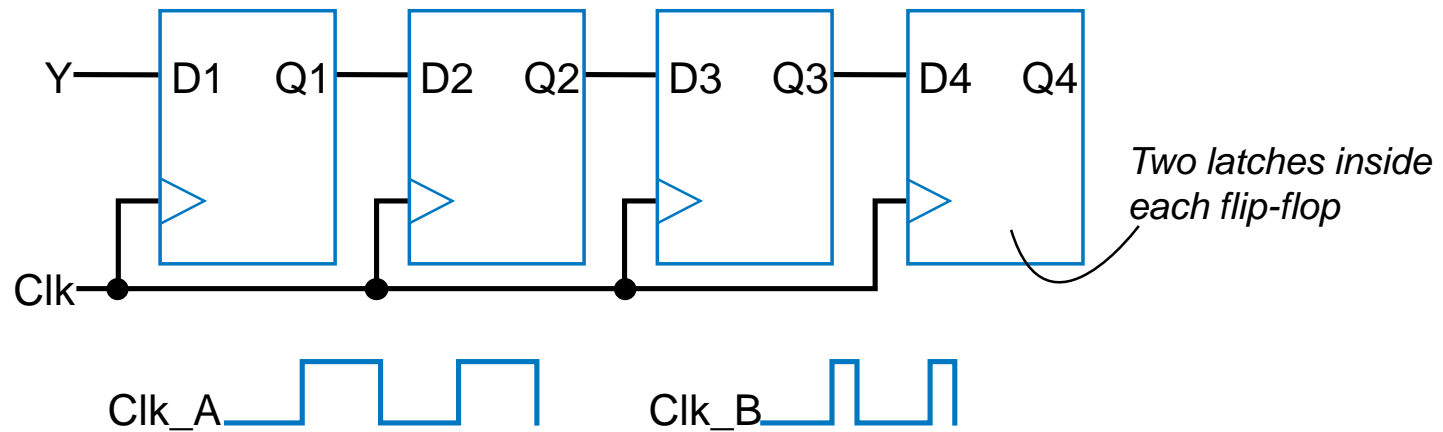 Y D1 Q1 D2 Q2 D3 Q3 D4 Q4
Two latches inside
each flip-flop
Clk
Clk_A Clk_B